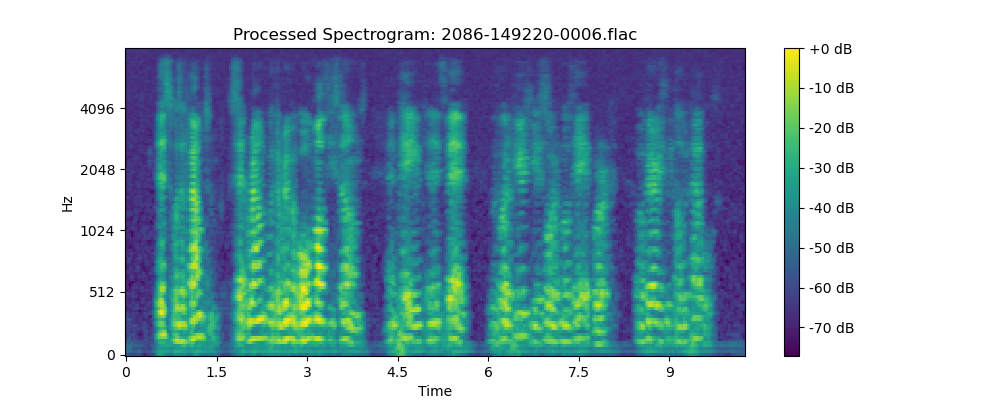 Processed Spectrogram: 2086-149220-0006.flac
Hz
4096
2048
1024
512
0
0 1.5 3 4.5 6 7.5 9
Time
+0 dB
-10 dB
-20 dB
-30 dB
-40 dB
-50 dB
-60 dB
-70 dB